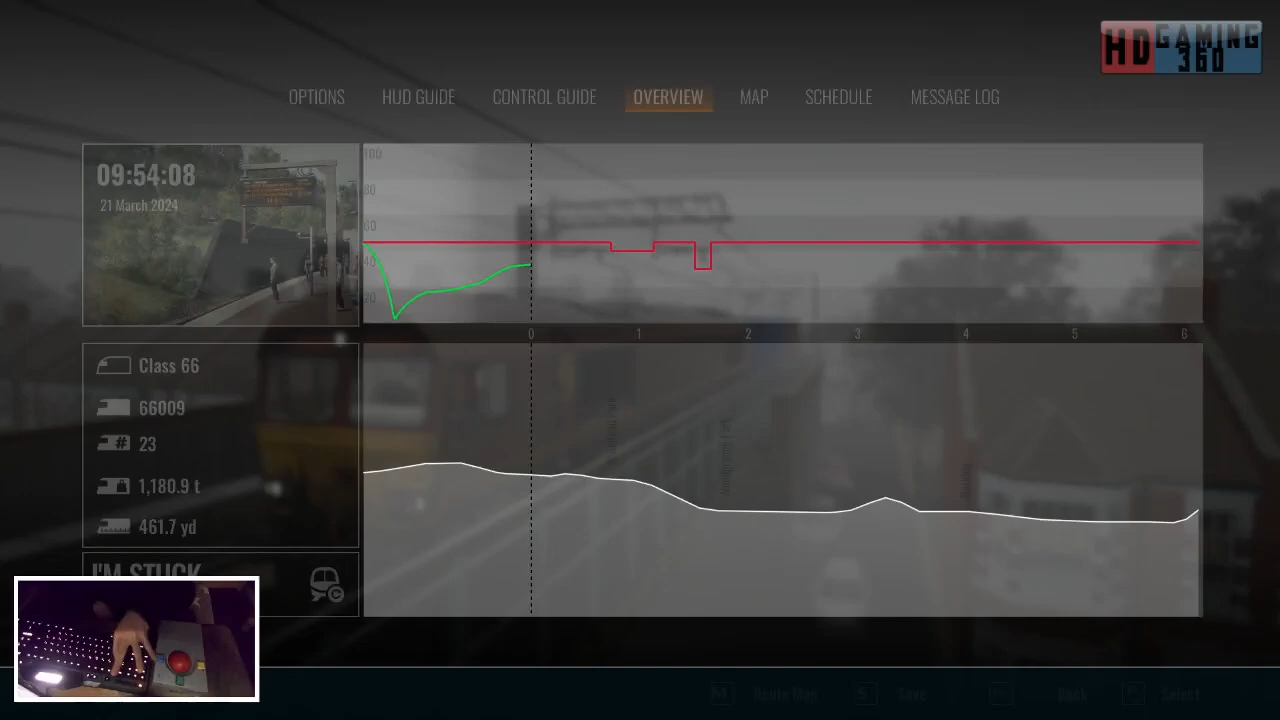 HD GAMING 360
OPTIONS HUD GUIDE CONTROL GUIDE OVERVIEW MAP SCHEDULE MESSAGE LOG
09:54:08
21 March 2024
100
80
60
40
20
0 1 2 3 4 5 6
Class 66
66009
23
1,180.9 t
461.7 yd
I'M STUCK
M Route Map S Save Back Select